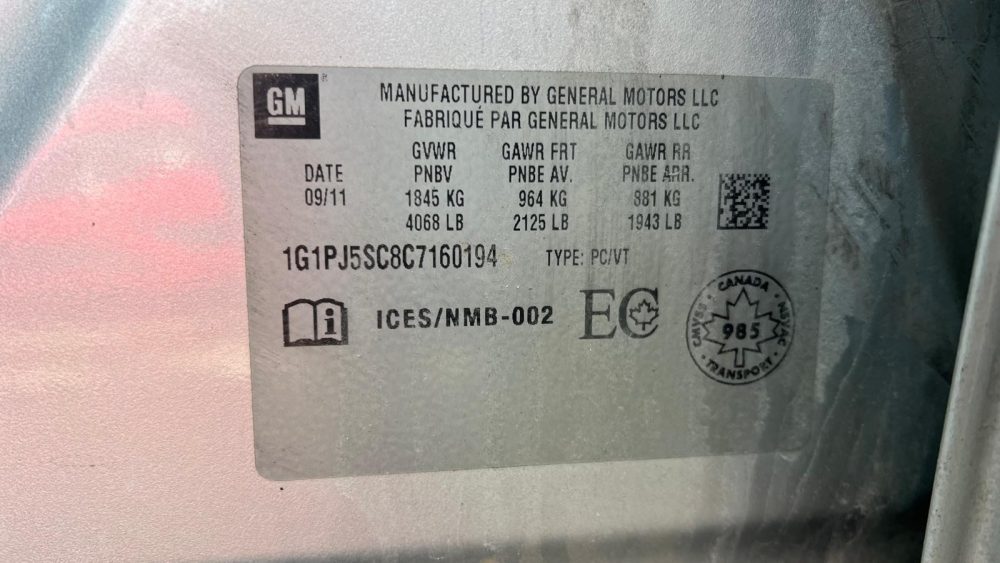 GM
MANUFACTURED BY GENERAL MOTORS LLC
FABRIQUÉ PAR GENERAL MOTORS LLC
DATE GVWR GAWR FRT GAWR RR
PNBV PNBE AV. PNBE ARR.
09/11 1845 KG 964 KG 881 KG
4068 LB 2125 LB 1943 LB
1G1PJ5SC8C7160194 TYPE: PC/VT
i ICES/NMB-002 EC
CANADA
CMVSS 985 NSVAC
TRANSPORT